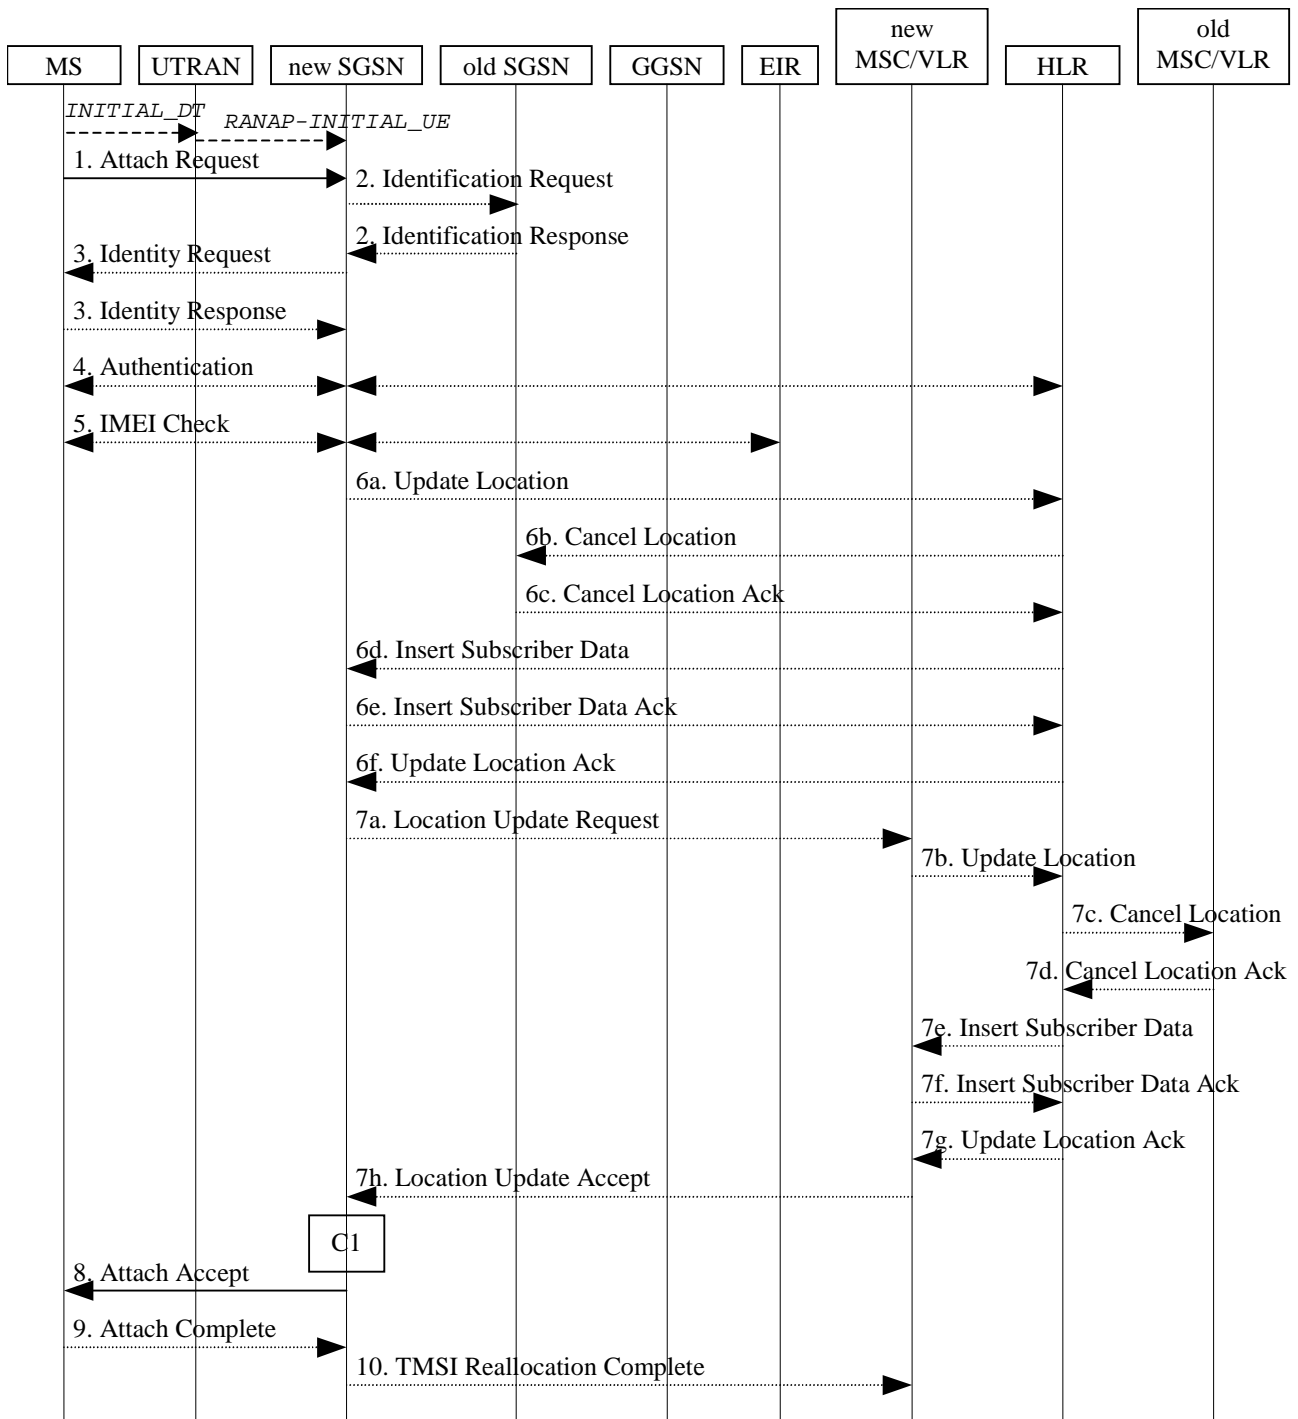 new
old
MS
UTRAN
new SGSN
old SGSN
GGSN
EIR
MSC/VLR
HLR
MSC/VLR
INITIAL_DT
RANAP-INITIAL_UE
1. Attach Request
2. Identification Request
2. Identification Response
3. Identity Request
3. Identity Response
4. Authentication
5. IMEI Check
6a. Update Location
6b. Cancel Location
6c. Cancel Location Ack
6d. Insert Subscriber Data
6e. Insert Subscriber Data Ack
6f. Update Location Ack
7a. Location Update Request
7b. Update Location
7c. Cancel Location
7d. Cancel Location Ack
7e. Insert Subscriber Data
7f. Insert Subscriber Data Ack
7g. Update Location Ack
7h. Location Update Accept
C1
8. Attach Accept
9. Attach Complete
10. TMSI Reallocation Complete